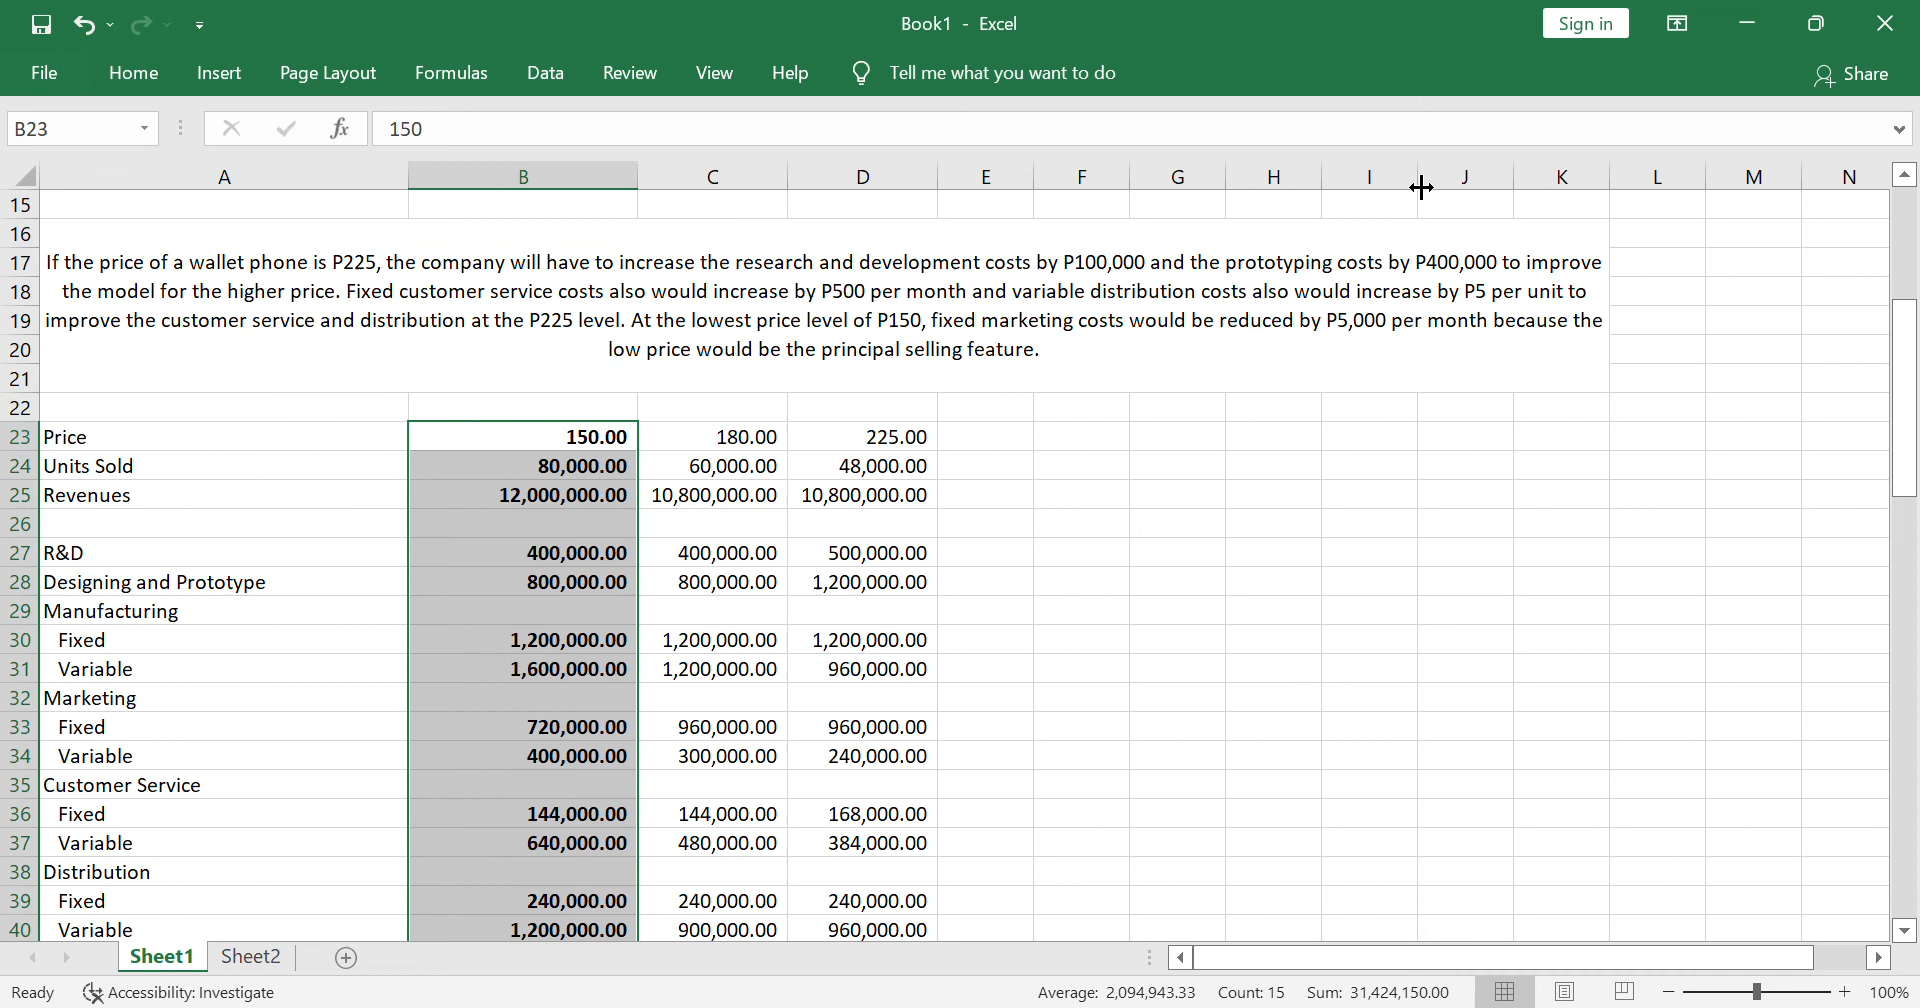 Book1 - Excel
Sign in
File Home Insert Page Layout Formulas Data Review View Help Tell me what you want to do Share
B23 fx 150
A B C D E F G H I J K L M N
15
16
17 If the price of a wallet phone is P225, the company will have to increase the research and development costs by P100,000 and the prototyping costs by P400,000 to improve
18 the model for the higher price. Fixed customer service costs also would increase by P500 per month and variable distribution costs also would increase by P5 per unit to
19 improve the customer service and distribution at the P225 level. At the lowest price level of P150, fixed marketing costs would be reduced by P5,000 per month because the
20 low price would be the principal selling feature.
21
22
23 Price 150.00 180.00 225.00
24 Units Sold 80,000.00 60,000.00 48,000.00
25 Revenues 12,000,000.00 10,800,000.00 10,800,000.00
26
27 R&D 400,000.00 400,000.00 500,000.00
28 Designing and Prototype 800,000.00 800,000.00 1,200,000.00
29 Manufacturing
30 Fixed 1,200,000.00 1,200,000.00 1,200,000.00
31 Variable 1,600,000.00 1,200,000.00 960,000.00
32 Marketing
33 Fixed 720,000.00 960,000.00 960,000.00
34 Variable 400,000.00 300,000.00 240,000.00
35 Customer Service
36 Fixed 144,000.00 144,000.00 168,000.00
37 Variable 640,000.00 480,000.00 384,000.00
38 Distribution
39 Fixed 240,000.00 240,000.00 240,000.00
40 Variable 1,200,000.00 900,000.00 960,000.00
Sheet1 Sheet2
Ready Accessibility: Investigate Average: 2,094,943.33 Count: 15 Sum: 31,424,150.00 100%